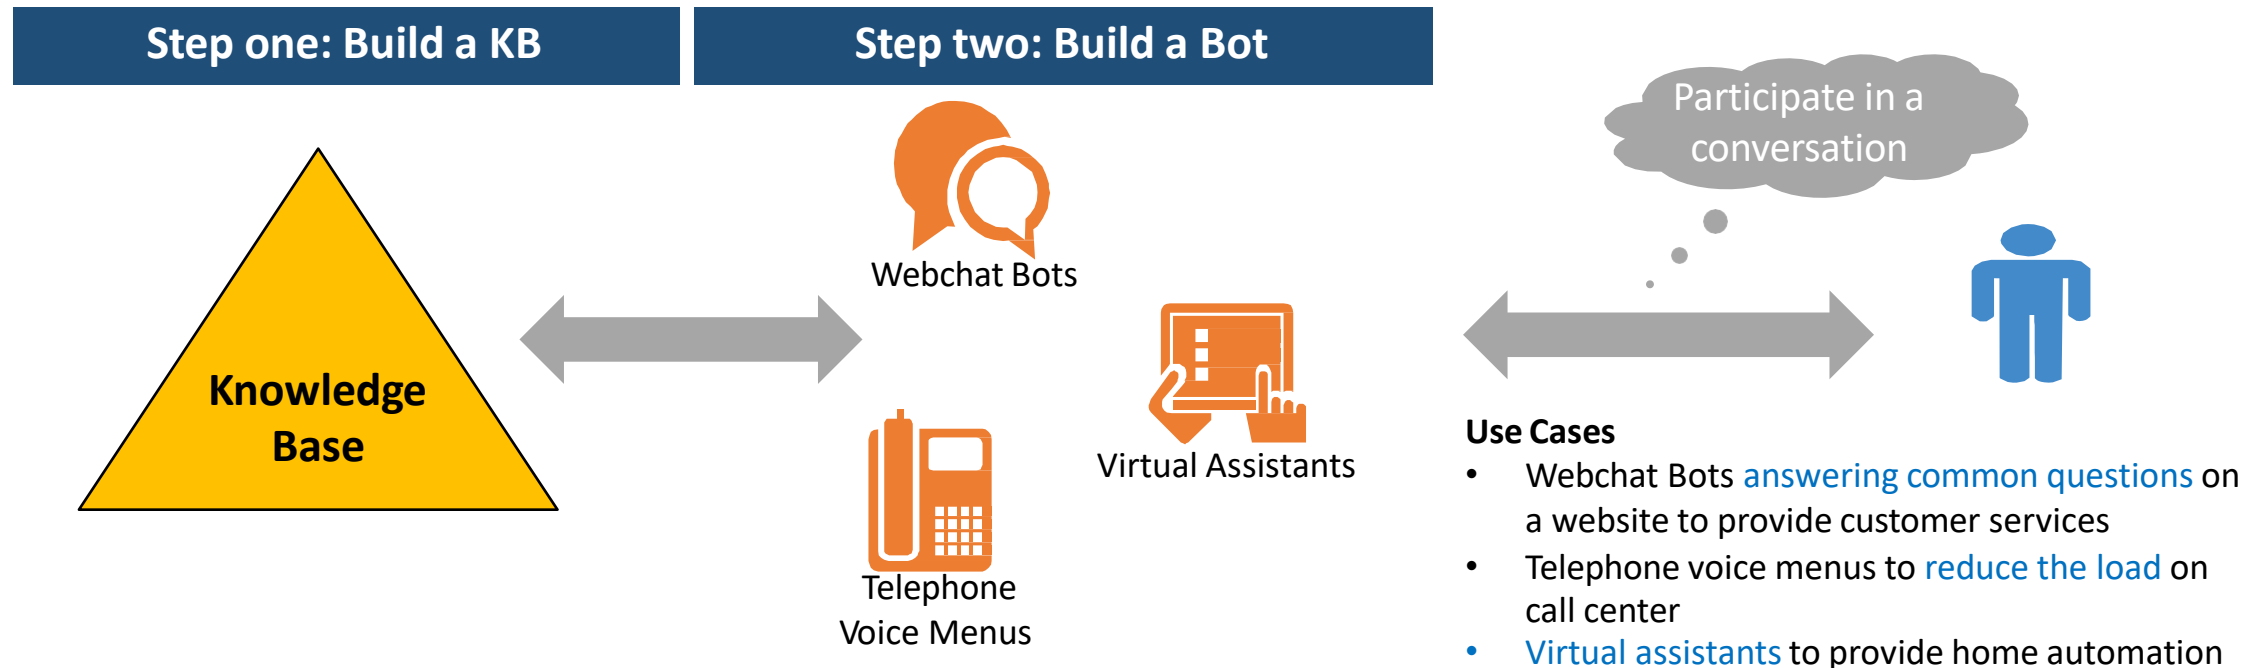 Step one: Build a KB
Step two: Build a Bot
Participate in a
conversation
Knowledge
Base
Webchat Bots
Virtual Assistants
Telephone
Voice Menus
Use Cases
• Webchat Bots answering common questions on
a website to provide customer services
• Telephone voice menus to reduce the load on
call center
• Virtual assistants to provide home automation